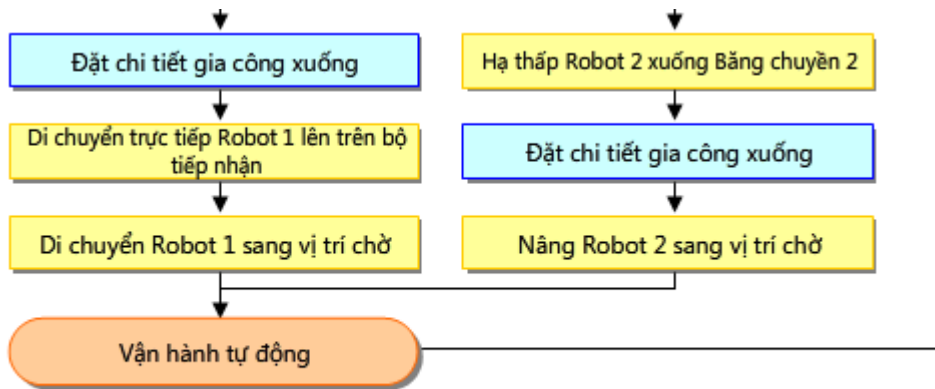 Đặt chi tiết gia công xuống
Di chuyển trực tiếp Robot 1 lên trên bộ
tiếp nhận
Di chuyển Robot 1 sang vị trí chờ
Hạ thấp Robot 2 xuống Băng chuyền 2
Đặt chi tiết gia công xuống
Nâng Robot 2 sang vị trí chờ
Vận hành tự động